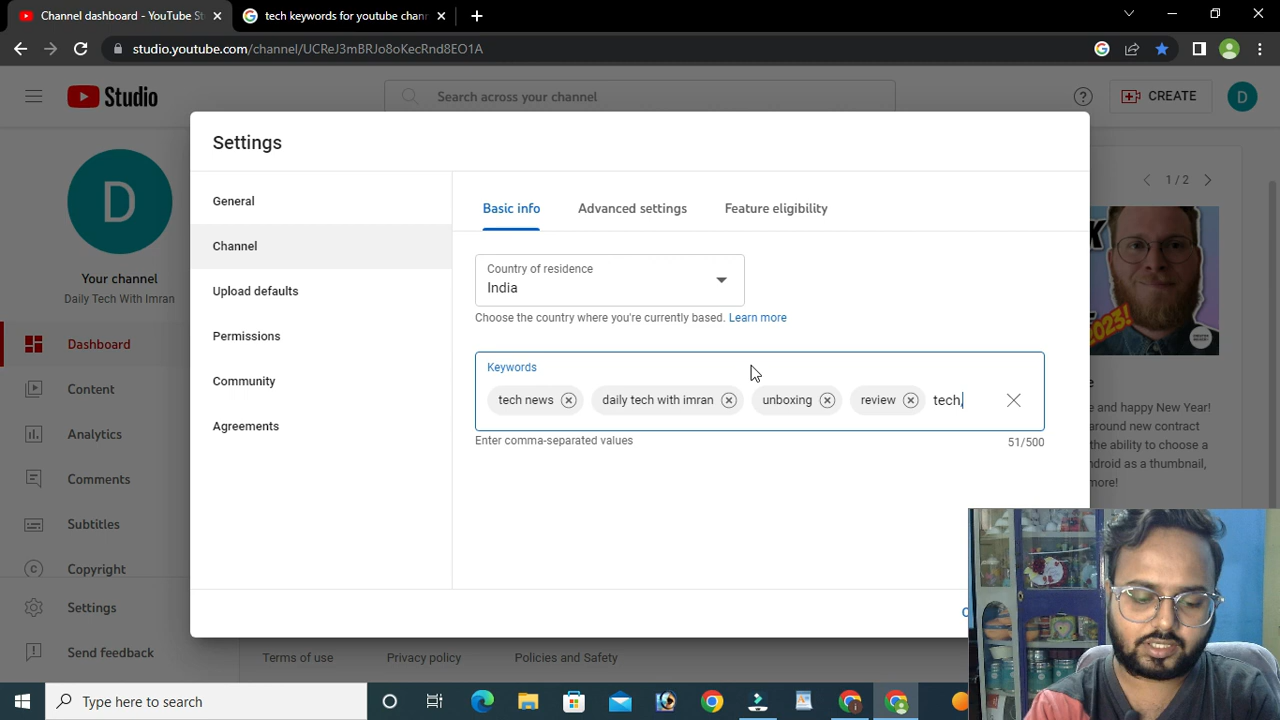 Channel dashboard - YouTube St
tech keywords for youtube chan
studio.youtube.com/channel/UCReJ3mBRJo8oKecRnd8EO1A
Studio
Search across your channel
CREATE
D
Settings
D
Your channel
Daily Tech With Imran
Dashboard
Content
Analytics
Comments
Subtitles
Copyright
Settings
Send feedback
General
Channel
Upload defaults
Permissions
Community
Agreements
Basic info
Advanced settings
Feature eligibility
Country of residence
India
Choose the country where you're currently based. Learn more
Keywords
tech news
daily tech with imran
unboxing
review
tech,
Enter comma-separated values
51/500
1 / 2
2023!
e and happy New Year!
around new contract
the ability to choose a
ndroid as a thumbnail,
more!
Terms of use
Privacy policy
Policies and Safety
Type here to search